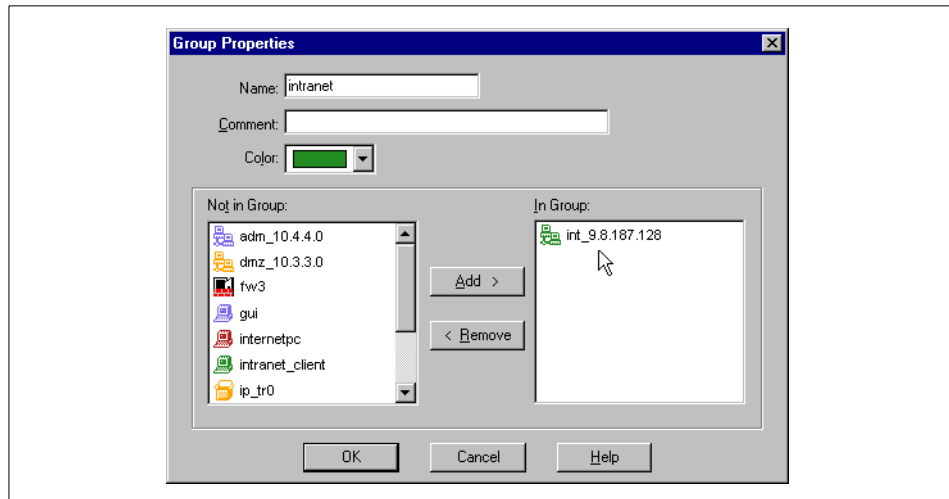 Group Properties
Name: intranet
Comment:
Color:
Not in Group:
adm_10.4.4.0
dmz_10.3.3.0
fw3
gui
internetpc
intranet_client
ip_tr0
Add >
< Remove
In Group:
int_9.8.187.128
OK
Cancel
Help